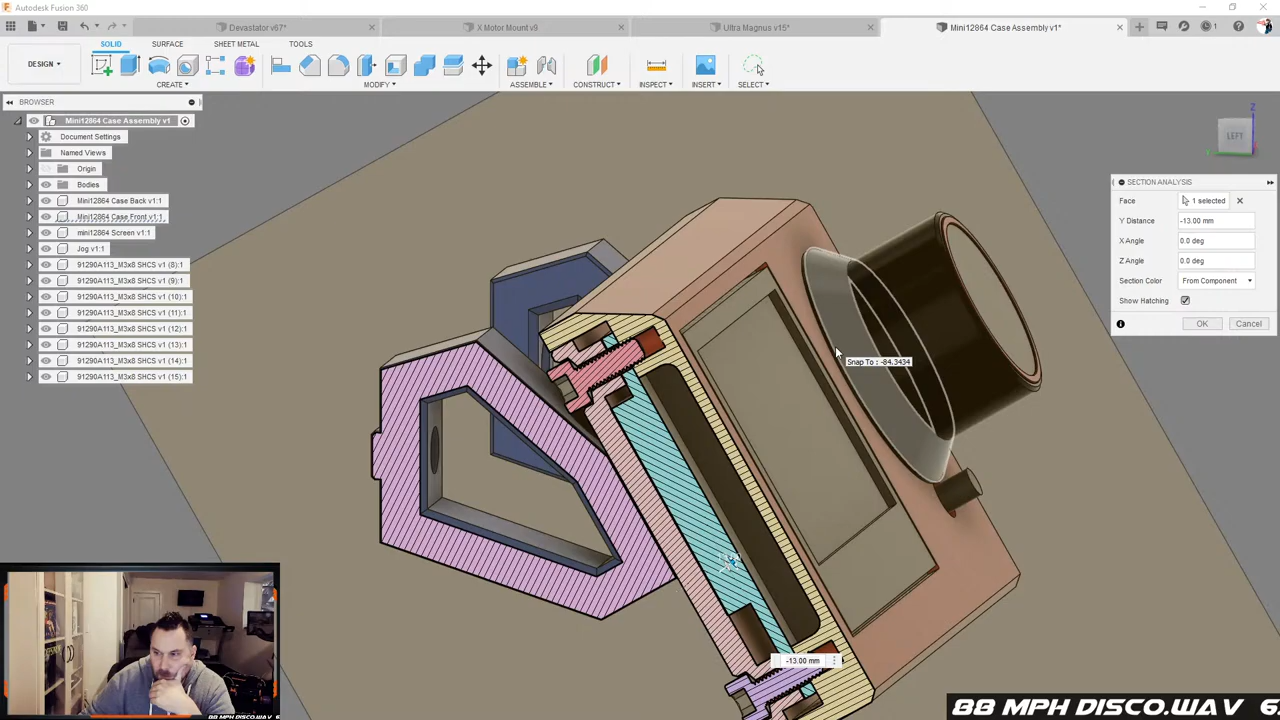 Autodesk Fusion 360
Devastator v67*
X Motor Mount v9
Ultra Magnus v15*
Mini12864 Case Assembly v1*
1
SOLID
SURFACE
SHEET METAL
TOOLS
DESIGN
CREATE
MODIFY
ASSEMBLE
CONSTRUCT
INSPECT
INSERT
SELECT
BROWSER
Mini12864 Case Assembly v1
Document Settings
Named Views
Origin
Bodies
Mini12864 Case Back v1:1
Mini12864 Case Front v1:1
mini12864 Screen v1:1
Jog v1:1
91290A113_M3x8 SHCS v1 (8):1
91290A113_M3x8 SHCS v1 (9):1
91290A113_M3x8 SHCS v1 (10):1
91290A113_M3x8 SHCS v1 (11):1
91290A113_M3x8 SHCS v1 (12):1
91290A113_M3x8 SHCS v1 (13):1
91290A113_M3x8 SHCS v1 (14):1
91290A113_M3x8 SHCS v1 (15):1
Z
LEFT
Y
SECTION ANALYSIS
Face
1 selected
Y Distance
-13.00 mm
X Angle
0.0 deg
Z Angle
0.0 deg
Section Color
From Component
Show Hatching
OK
Cancel
Snap To : -84.3434
-13.00 mm
88 MPH DISCO.WAV 6
88 MPH DISCO.WAV 6